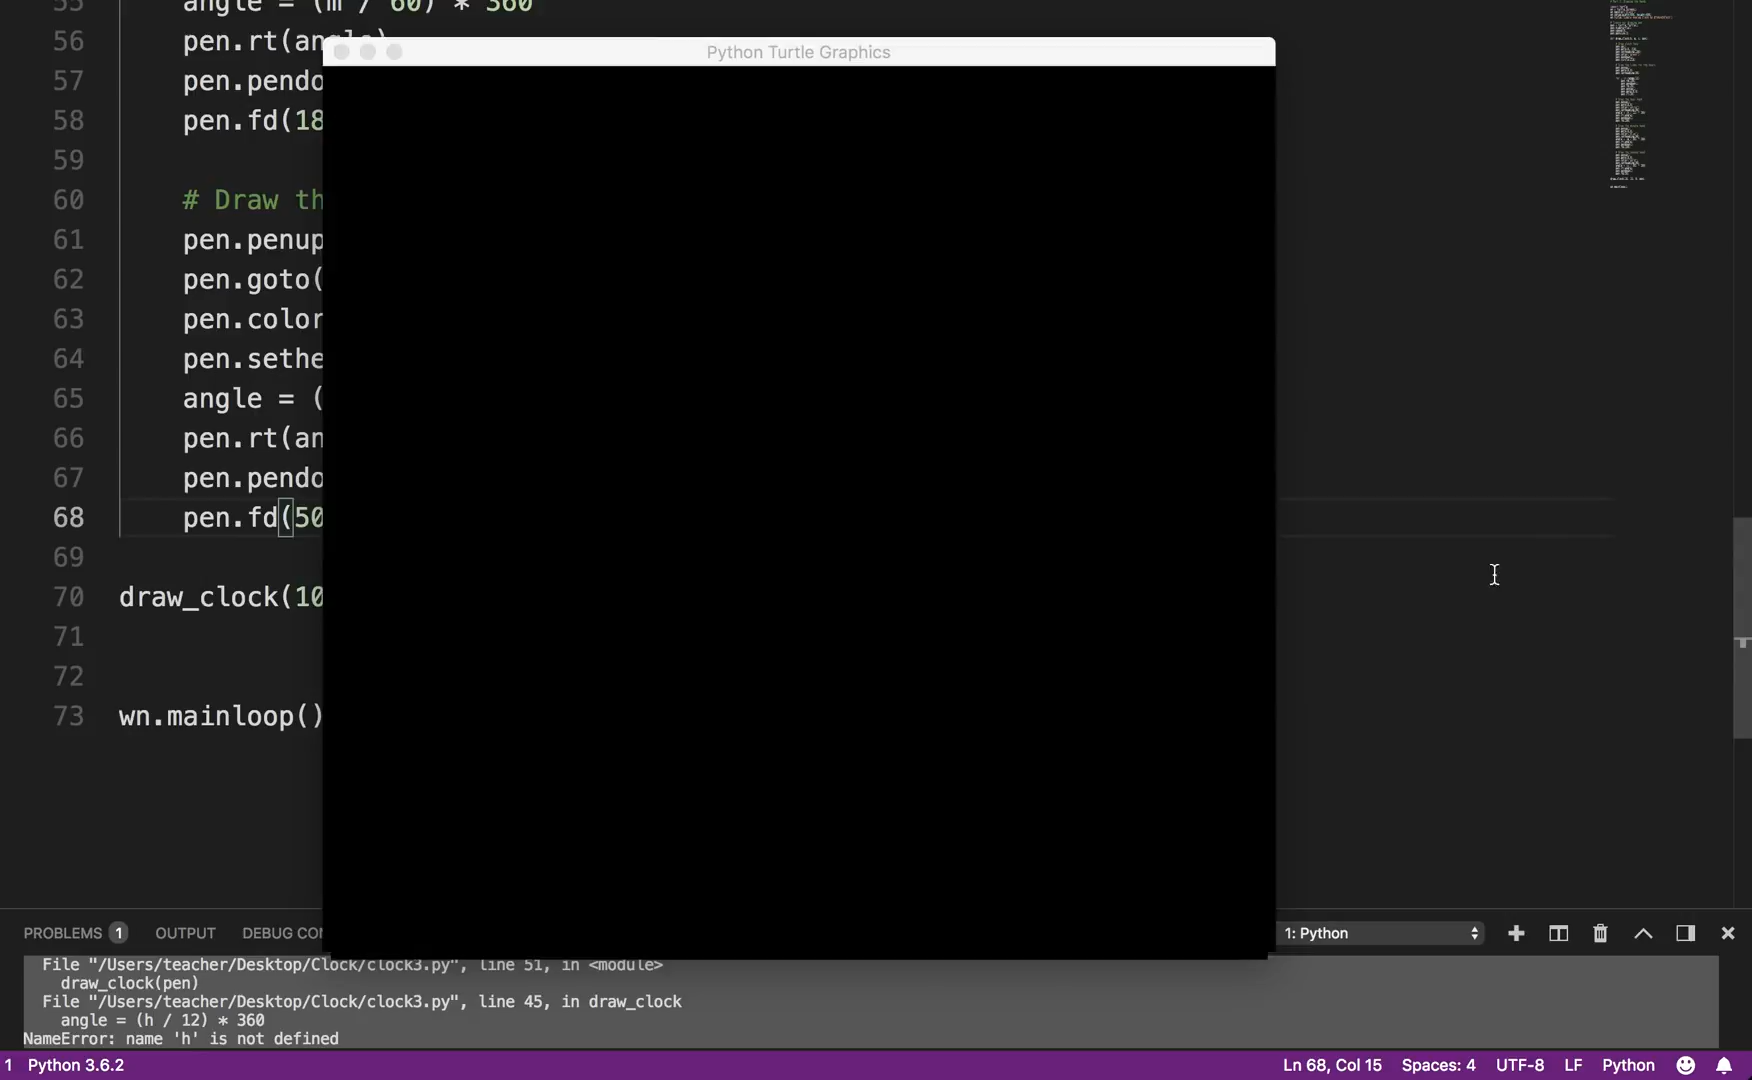 55 angle = (m / 60) * 360
56 pen.rt(angle)
Python Turtle Graphics
57 pen.pendo
58 pen.fd(18
59
60 # Draw th
61 pen.penup
62 pen.goto(
63 pen.color
64 pen.sethe
65 angle = (
66 pen.rt(an
67 pen.pendo
68 pen.fd(50
69
70 draw_clock(10
71
72
73 wn.mainloop()
PROBLEMS 1 OUTPUT DEBUG CON 1: Python
File "/Users/teacher/Desktop/Clock/clock3.py", line 51, in <module>
draw_clock(pen)
File "/Users/teacher/Desktop/Clock/clock3.py", line 45, in draw_clock
angle = (h / 12) * 360
NameError: name 'h' is not defined
1 Python 3.6.2 Ln 68, Col 15 Spaces: 4 UTF-8 LF Python